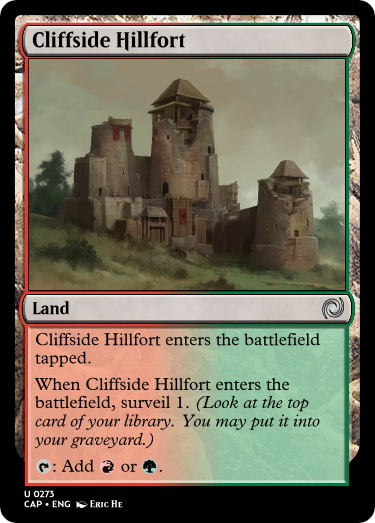 Cliffside Hillfort
Land
Cliffside Hillfort enters the battlefield
tapped.
When Cliffside Hillfort enters the
battlefield, surveil 1. (Look at the top
card of your library. You may put it into
your graveyard.)
: Add or .
U 0273
CAP • ENG Eric He